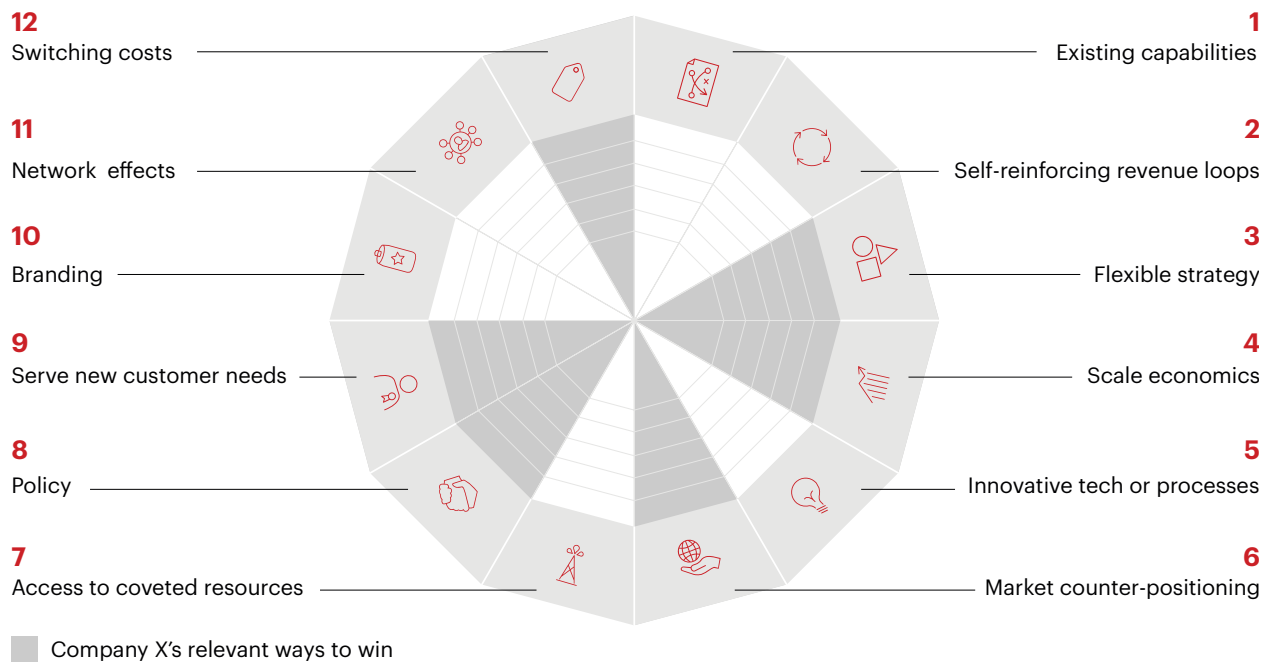 12
Switching costs
11
Network effects
10
Branding
9
Serve new customer needs
8
Policy
7
Access to coveted resources
1
Existing capabilities
2
Self-reinforcing revenue loops
3
Flexible strategy
4
Scale economics
5
Innovative tech or processes
6
Market counter-positioning
Company X’s relevant ways to win